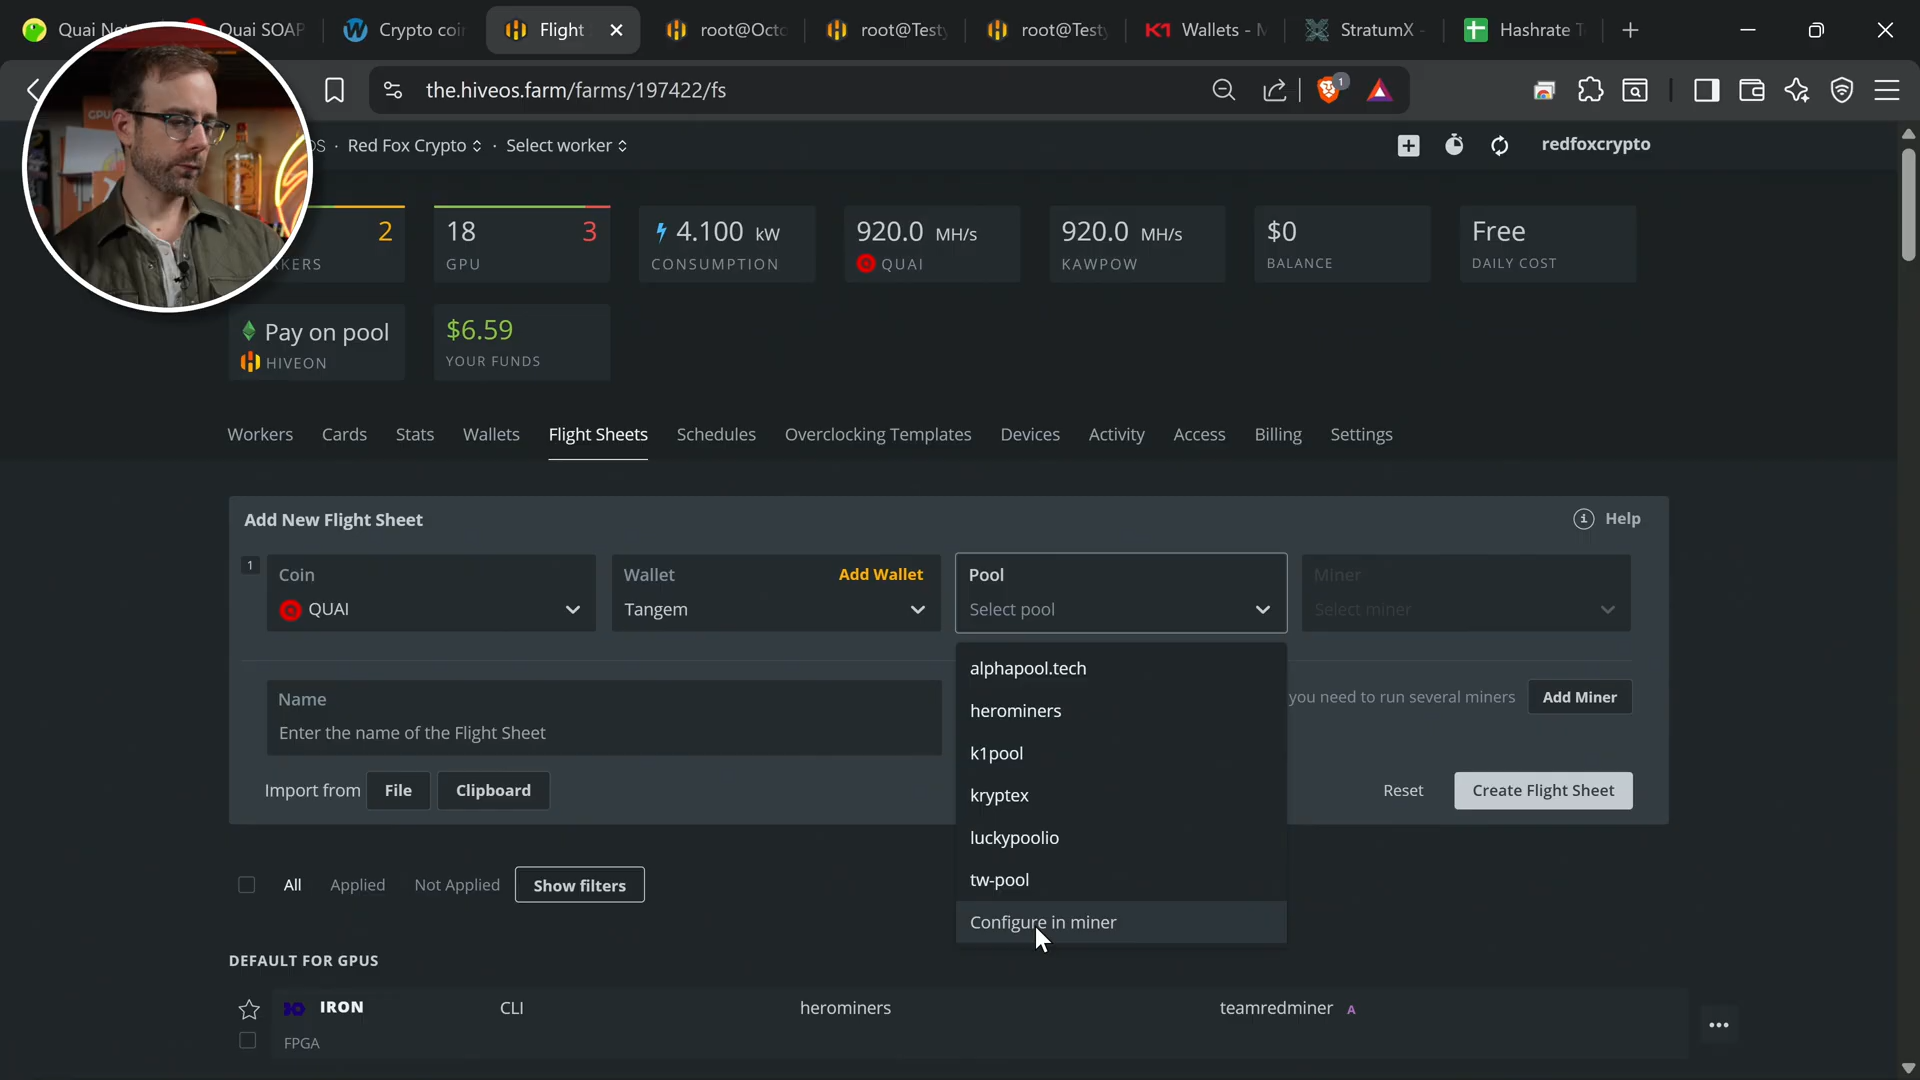 Quai N
Quai SOAP
Crypto coi
Flight
root@Octo
root@Testy
root@Testy
K1 Wallets - M
StratumX -
Hashrate T
the.hiveos.farm/farms/197422/fs
1
OS · Red Fox Crypto · Select worker
redfoxcrypto
2
KERS
18 3
GPU
4.100 kW
CONSUMPTION
920.0 MH/s
QUAI
920.0 MH/s
KAWPOW
$0
BALANCE
Free
DAILY COST
Pay on pool
HIVEON
$6.59
YOUR FUNDS
Workers Cards Stats Wallets Flight Sheets Schedules Overclocking Templates Devices Activity Access Billing Settings
Add New Flight Sheet
Help
1
Coin
QUAI
Wallet Add Wallet
Tangem
Pool
Select pool
Miner
Select miner
alphapool.tech
herominers
k1pool
kryptex
luckypoolio
tw-pool
Configure in miner
Name
Enter the name of the Flight Sheet
you need to run several miners Add Miner
Import from File Clipboard
Reset Create Flight Sheet
All Applied Not Applied Show filters
DEFAULT FOR GPUS
IRON CLI herominers teamredminer A
FPGA